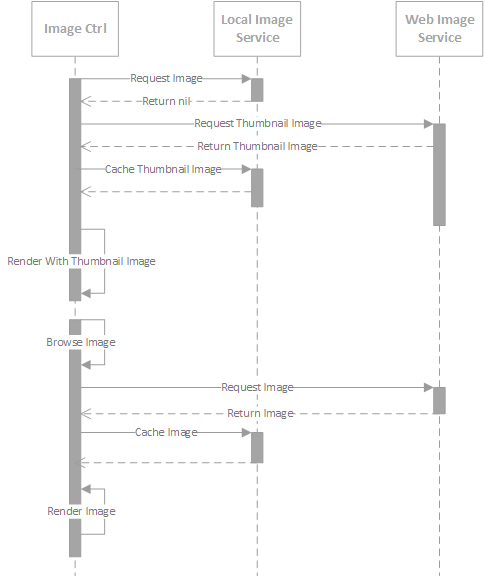 Image Ctrl
Local Image
Service
Web Image
Service
Request Image
Return nil
Request Thumbnail Image
Return Thumbnail Image
Cache Thumbnail Image
Render With Thumbnail Image
Browse Image
Request Image
Return Image
Cache Image
Render Image